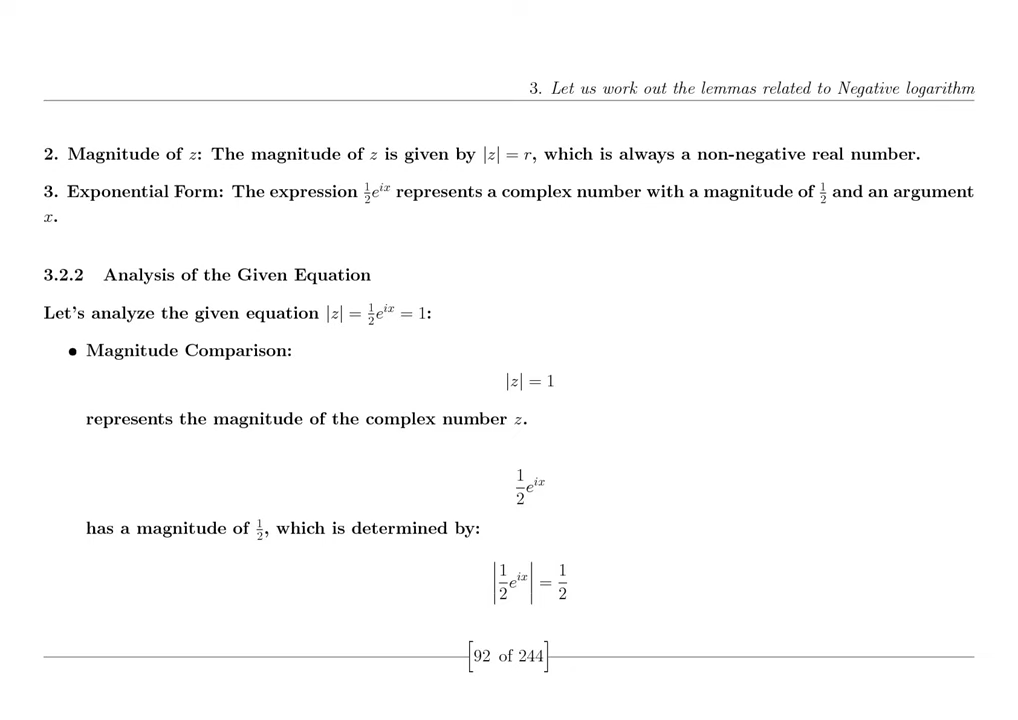 3. Let us work out the lemmas related to Negative logarithm
2. Magnitude of z: The magnitude of z is given by |z| = r, which is always a non-negative real number.
3. Exponential Form: The expression ½e^{ix} represents a complex number with a magnitude of ½ and an argument
x.
3.2.2 Analysis of the Given Equation
Let's analyze the given equation |z| = ½e^{ix} = 1:
• Magnitude Comparison:
|z| = 1
represents the magnitude of the complex number z.
½e^{ix}
has a magnitude of ½, which is determined by:
|½e^{ix}| = ½
[92 of 244]